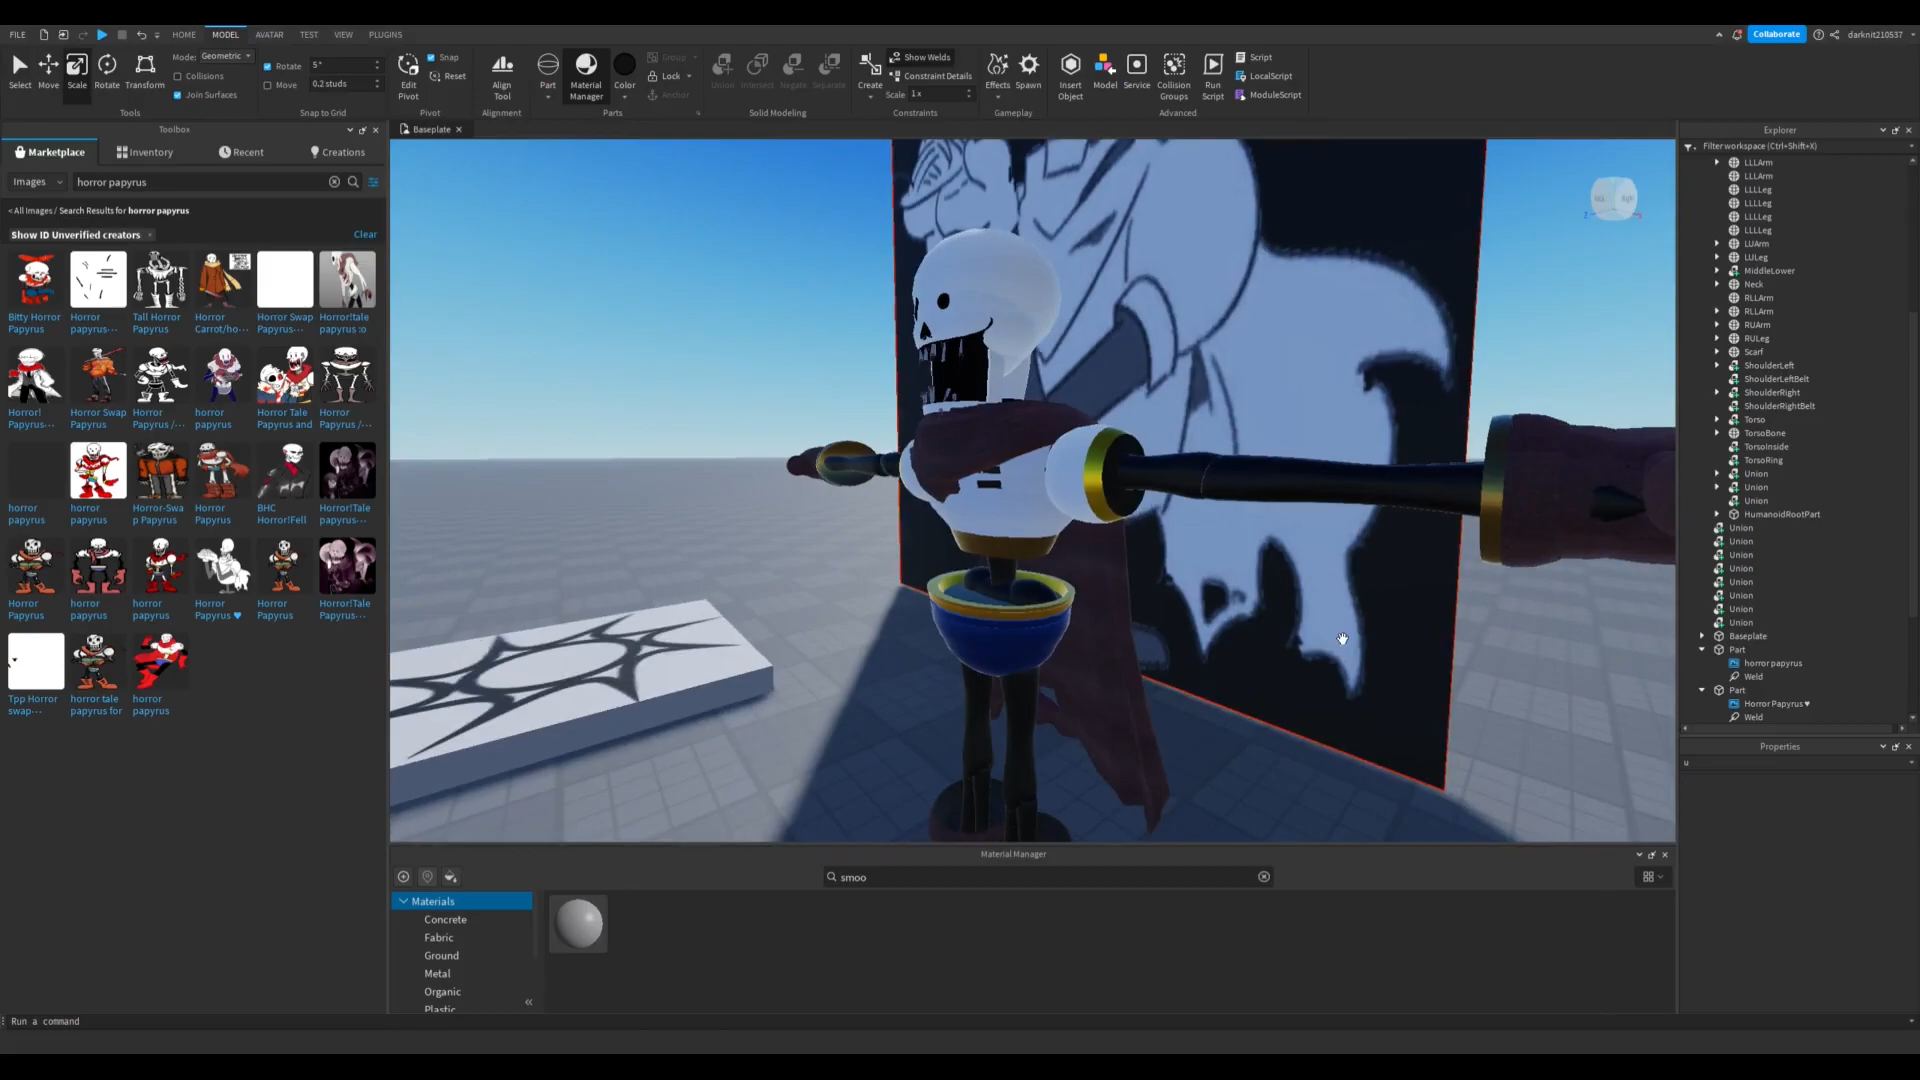 FILE
HOME
MODEL
AVATAR
TEST
VIEW
PLUGINS
Collaborate
darknit210537
Select
Move
Scale
Rotate
Transform
Mode: Geometric
Collisions
Join Surfaces
Tools
Rotate 5°
Move 0.2 studs
Snap to Grid
Edit Pivot
Snap
Reset
Pivot
Align Tool
Alignment
Part
Material Manager
Color
Group
Lock
Anchor
Parts
Union
Intersect
Negate
Separate
Solid Modeling
Create
Show Welds
Constraint Details
Scale 1x
Constraints
Effects
Spawn
Gameplay
Insert Object
Model
Service
Collision Groups
Run Script
Script
LocalScript
ModuleScript
Advanced
Toolbox
Marketplace
Inventory
Recent
Creations
Images
horror papyrus
< All Images / Search Results for horror papyrus
Show ID Unverified creators
Clear
Bitty Horror Papyrus
Horror papyrus...
Tall Horror Papyrus
Horror Carrot/ho...
Horror Swap Papyrus...
Horror!tale papyrus :o
Horror! Papyrus...
Horror Swap Papyrus
Horror Papyrus /...
horror papyrus
Horror Tale Papyrus and
Horror Papyrus /...
horror papyrus
horror papyrus
Horror-Swa p Papyrus
Horror Papyrus
BHC Horror!Fell
Horror!Tale papyrus...
Horror Papyrus
horror papyrus
horror papyrus
Horror Papyrus ♥
Horror Papyrus
Horror!Tale Papyrus...
Tpp Horror swap...
horror tale papyrus for
horror papyrus
Baseplate
Right
Explorer
Filter workspace (Ctrl+Shift+X)
LLLArm
LLLArm
LLLLeg
LLLLeg
LLLLeg
LLLLeg
LUArm
LULeg
MiddleLower
Neck
RLLArm
RLLArm
RUArm
RULeg
Scarf
ShoulderLeft
ShoulderLeftBelt
ShoulderRight
ShoulderRightBelt
Torso
TorsoBone
TorsoInside
TorsoRing
Union
Union
Union
HumanoidRootPart
Union
Union
Union
Union
Union
Union
Union
Union
Baseplate
Part
horror papyrus
Weld
Part
Horror Papyrus ♥
Weld
Properties
u
Material Manager
smoo
Materials
Concrete
Fabric
Ground
Metal
Organic
Plastic
Run a command